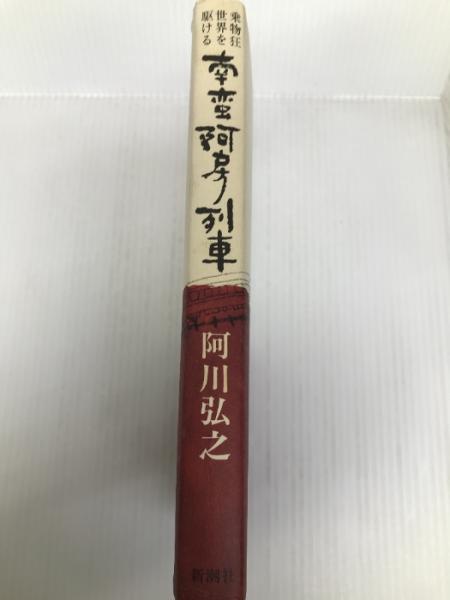 乗物狂
世界を
駆ける
南蛮阿房列車
阿川弘之
新潮社